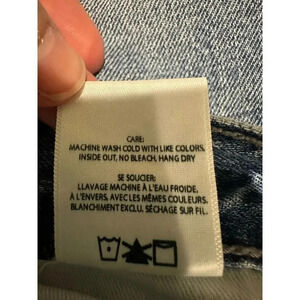 CARE:
MACHINE WASH COLD WITH LIKE COLORS,
INSIDE OUT, NO BLEACH, HANG DRY
SE SOUCIER:
LLAVAGE MACHINE À L'EAU FROIDE,
À L'ENVERS, AVEC LES MÊMES COULEURS,
BLANCHIMENT EXCLU. SÉCHAGE SUR FIL.